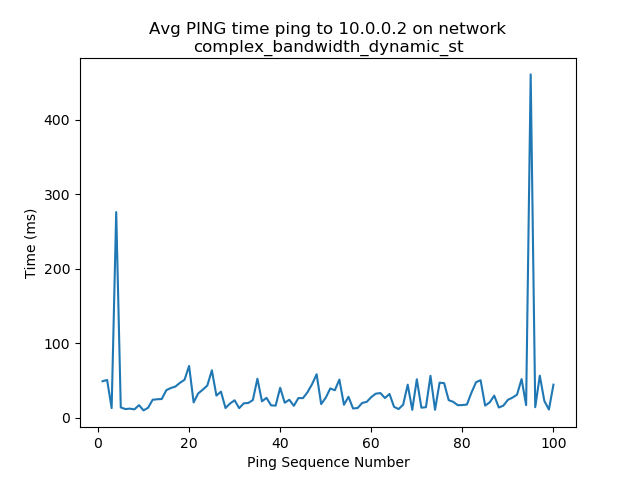 Avg PING time ping to 10.0.0.2 on network
complex_bandwidth_dynamic_st
Time (ms)
400
300
200
100
0
0 20 40 60 80 100
Ping Sequence Number